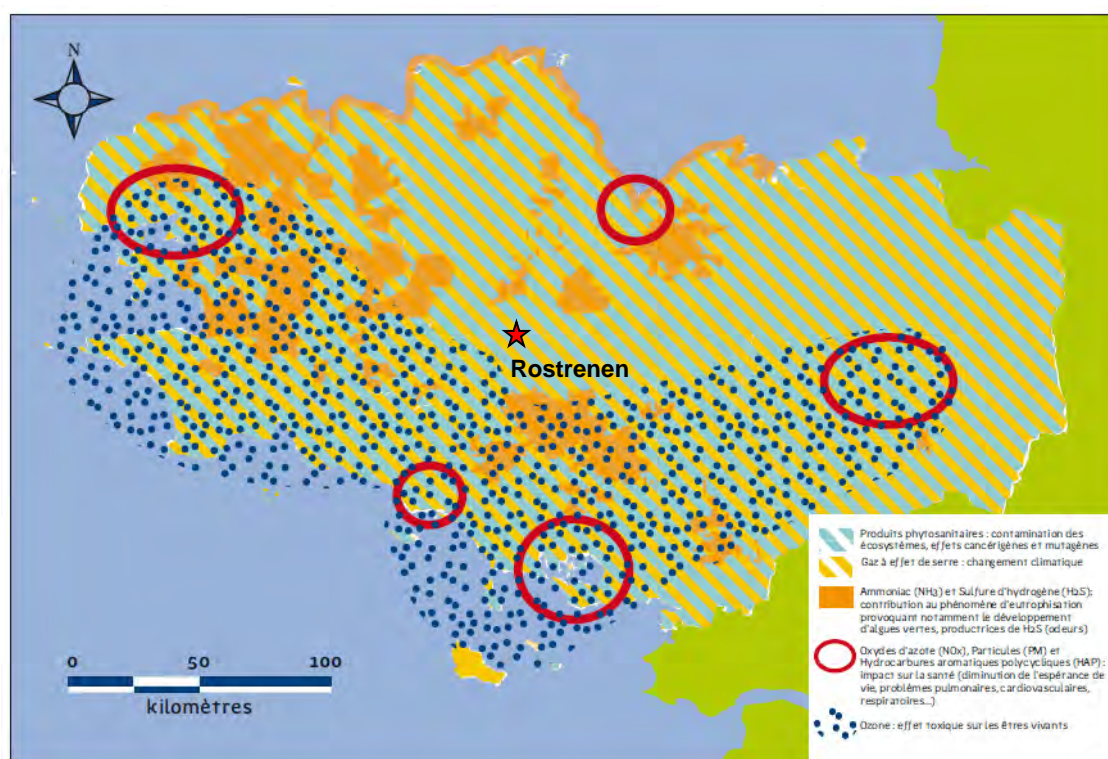 N
Rostrenen
0 50 100
kilomètres
Produits phytosanitaires : contamination des
écosystèmes, effets cancérigènes et mutagènes
Gaz à effet de serre : changement climatique
Ammoniac (NH3) et Sulfure d'hydrogène (H2S):
contribution au phénomène d'eutrophisation
provoquant notamment le développement
d'algues vertes, productrices de H2S (odeurs)
Oxydes d'azote (NOx), Particules (PM) et
Hydrocarbures aromatiques polycycliques (HAP) :
impact sur la santé (diminution de l'espérance de
vie, problèmes pulmonaires, cardiovasculaires,
respiratoires...)
Ozone : effet toxique sur les êtres vivants